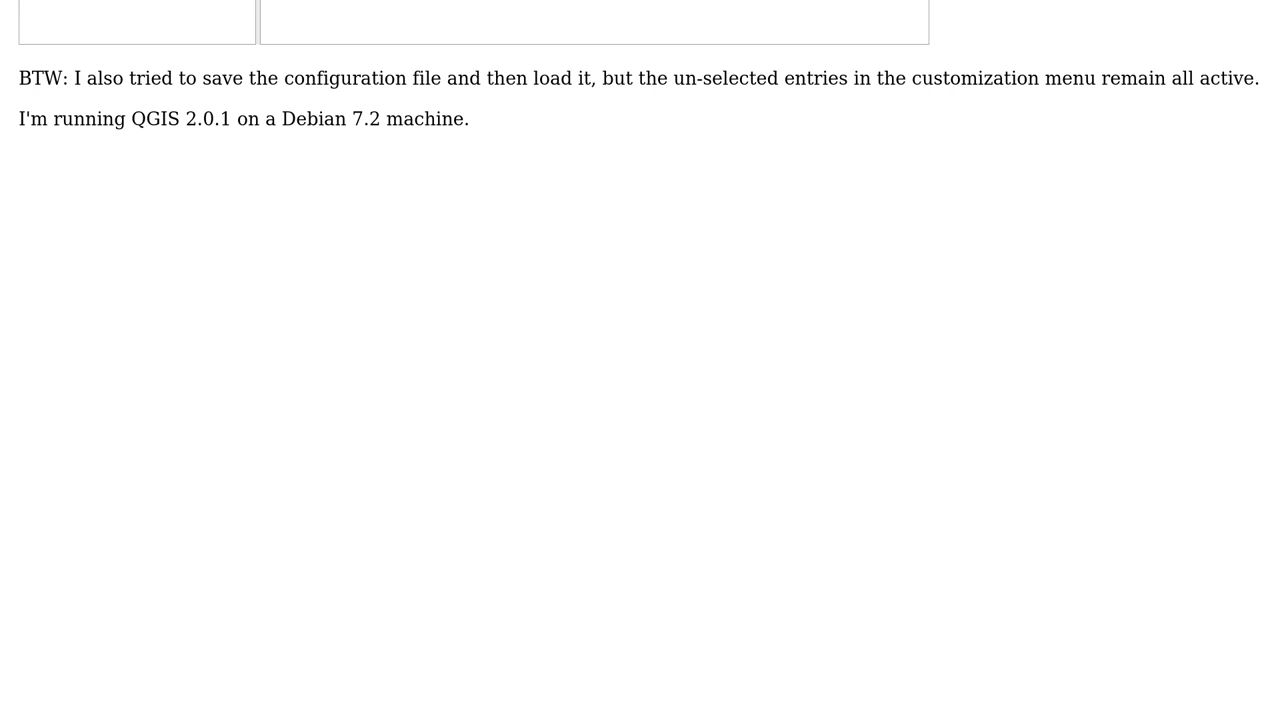 BTW: I also tried to save the configuration file and then load it, but the un-selected entries in the customization menu remain all active.
I'm running QGIS 2.0.1 on a Debian 7.2 machine.